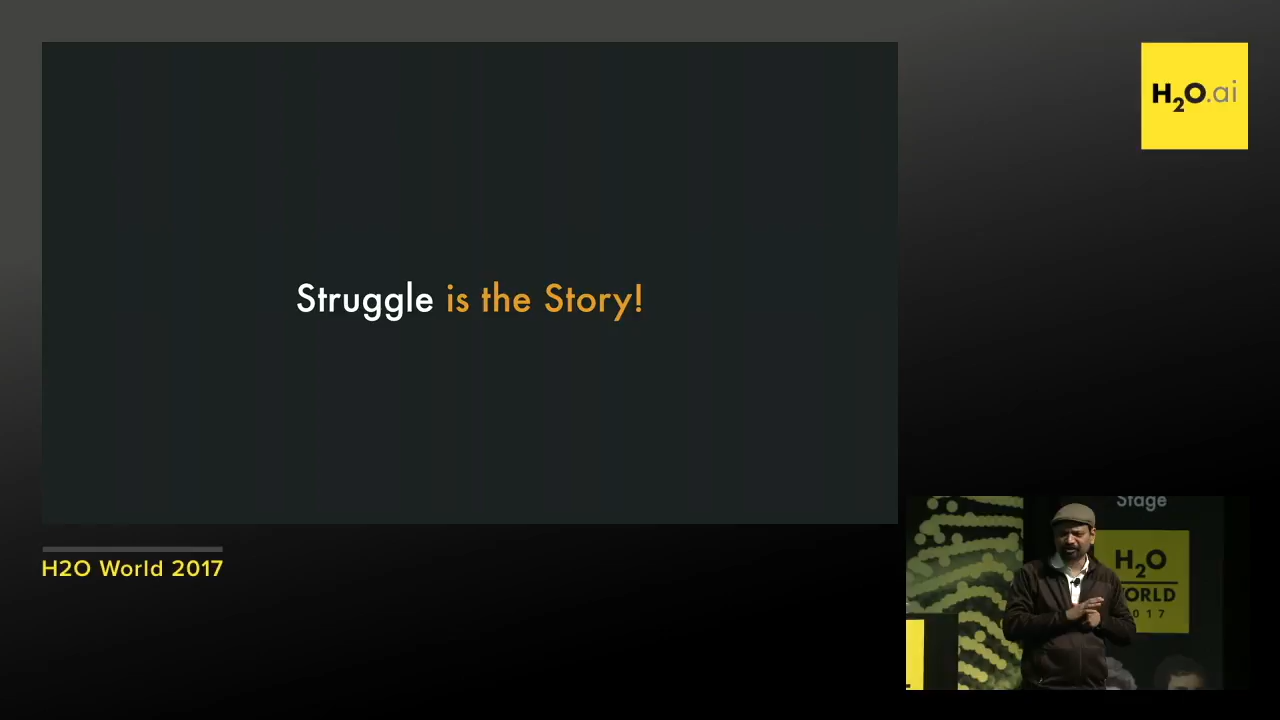 Struggle is the Story!
H2O.ai
H2O World 2017
Stage
H2O
WORLD
2017